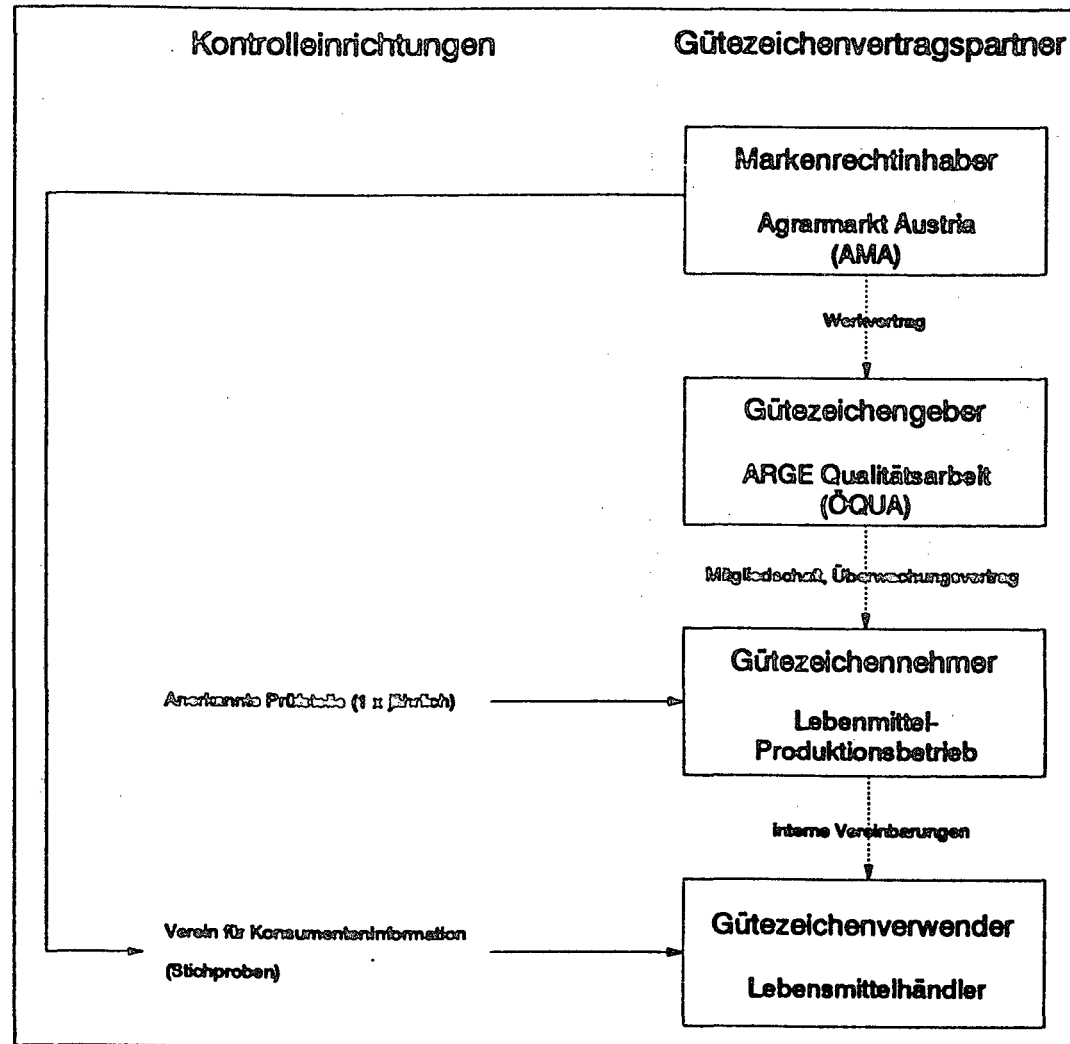 Kontrolleinrichtungen
Gütezeichenvertragspartner
Markenrechtinhaber
Agrarmarkt Austria
(AMA)
Werkvertrag
Gütezeichengeber
ARGE Qualitätsarbeit
(ÖQUA)
Mitgliedschaft, Überwachungsvertrag
Gütezeichennehmer
Anerkannte Prüfstelle (1 x jährlich)
Lebenmittel-
Produktionsbetrieb
interne Vereinbarungen
Verein für Konsumenteninformation
(Stichproben)
Gütezeichenverwender
Lebensmittelhändler